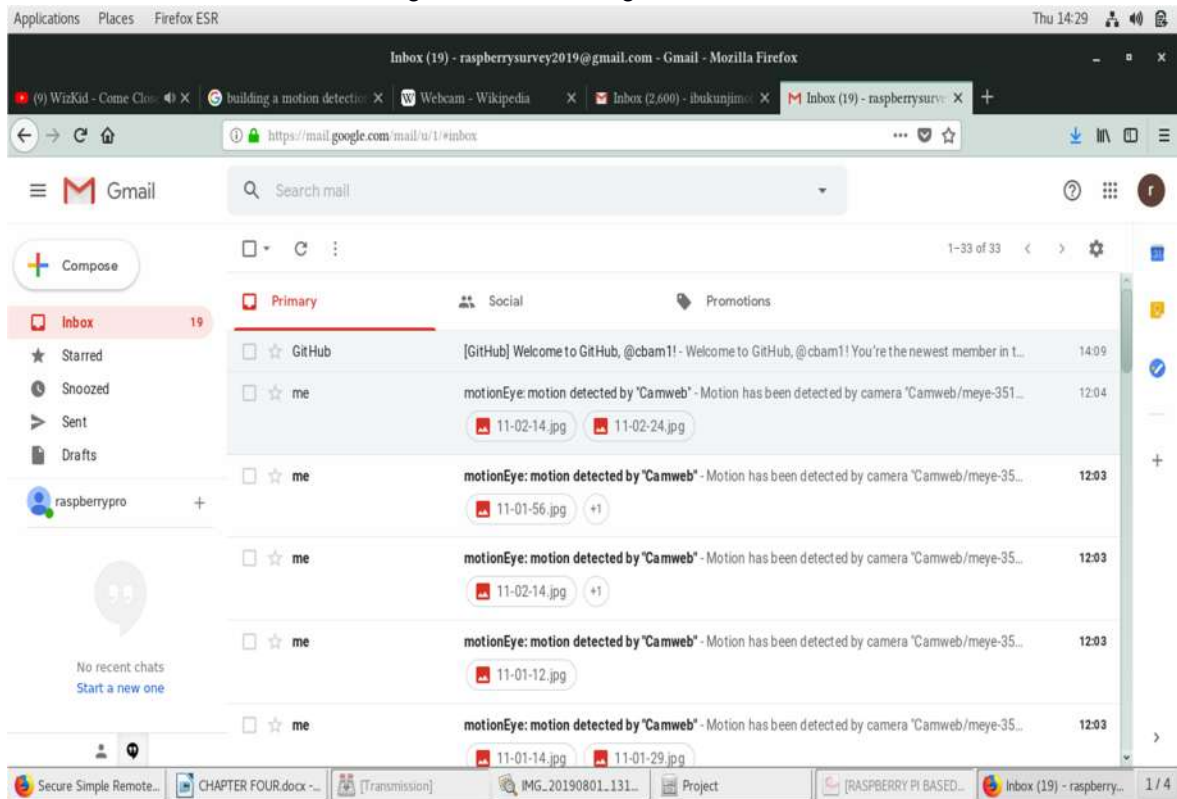 Applications Places Firefox ESR Thu 14:29
Inbox (19) - raspberrysurvey2019@gmail.com - Gmail - Mozilla Firefox
(9) WizKid - Come Clos building a motion detectio Webcam - Wikipedia Inbox (2,600) - ibukunjimo Inbox (19) - raspberrysurve
https://mail.google.com/mail/u/1/#inbox
Gmail Search mail r
Compose 1-33 of 33 31
Primary Social Promotions
Inbox 19
GitHub [GitHub] Welcome to GitHub, @cbam1! - Welcome to GitHub, @cbam1! You're the newest member in t... 14:09
Starred
Snoozed
me motionEye: motion detected by "Camweb" - Motion has been detected by camera "Camweb/meye-351... 12:04
Sent
11-02-14.jpg 11-02-24.jpg
Drafts
me motionEye: motion detected by "Camweb" - Motion has been detected by camera "Camweb/meye-35... 12:03
raspberrypro +
11-01-56.jpg +1
me motionEye: motion detected by "Camweb" - Motion has been detected by camera "Camweb/meye-35... 12:03
11-02-14.jpg +1
me motionEye: motion detected by "Camweb" - Motion has been detected by camera "Camweb/meye-35... 12:03
No recent chats
11-01-12.jpg
Start a new one
me motionEye: motion detected by "Camweb" - Motion has been detected by camera "Camweb/meye-35... 12:03
11-01-14.jpg 11-01-29.jpg
Secure Simple Remote... CHAPTER FOUR.docx -... [Transmission] IMG_20190801_131... Project [RASPBERRY PI BASED... Inbox (19) - raspberry... 1 / 4